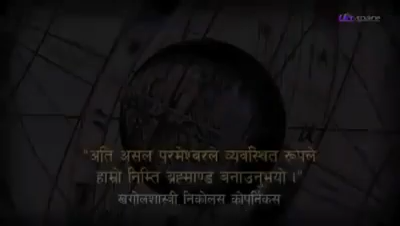 "अति असल परमेश्वरले व्यवस्थित रूपले
हाम्रो निम्ति ब्रह्माण्ड बनाउनुभयो।"
खगोलशास्त्री निकोलस कोपर्निकस